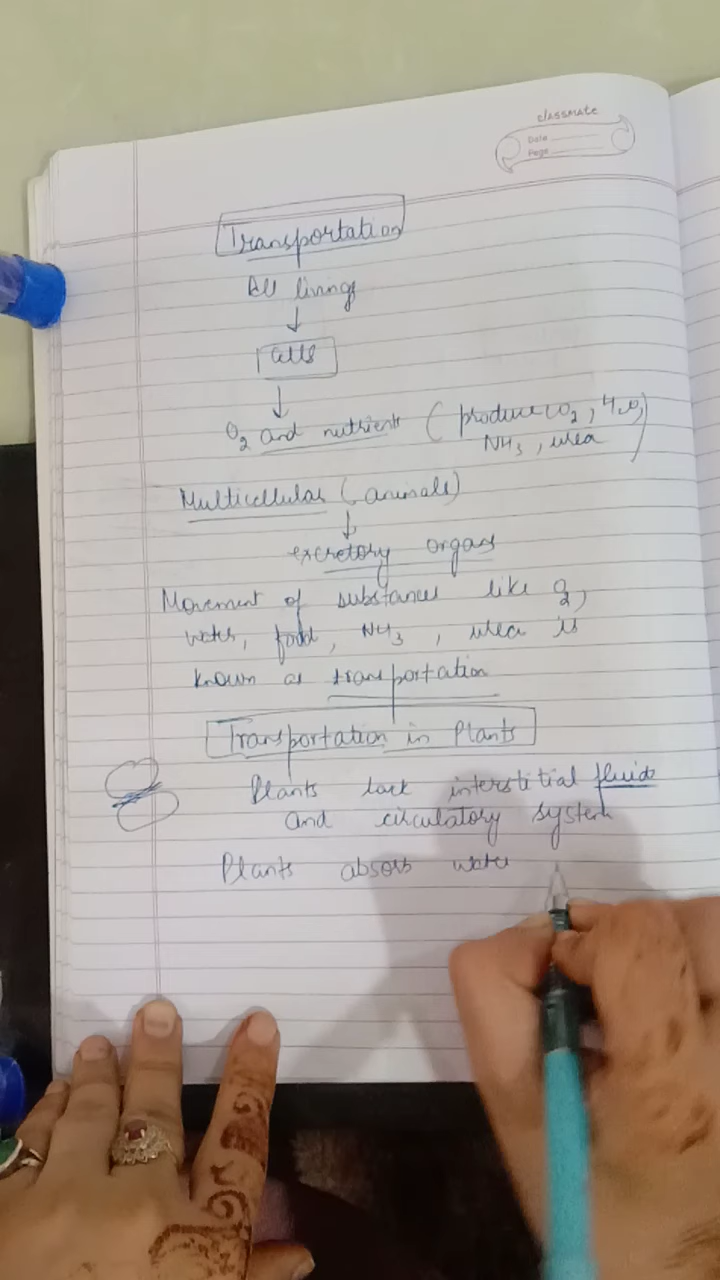 classmate
Date
Page
Transportation
All livings
↓
Cells
↓
O2 and nutrients ( produce CO2, H2O,
NH3, urea )
Multicellular (animals)
↓
excretory organs
Movement of substances like O2,
water, food, NH3, urea is
known as transportation
Transportation in Plants
Plants lack interstitial fluids
and circulatory system
Plants absorb water